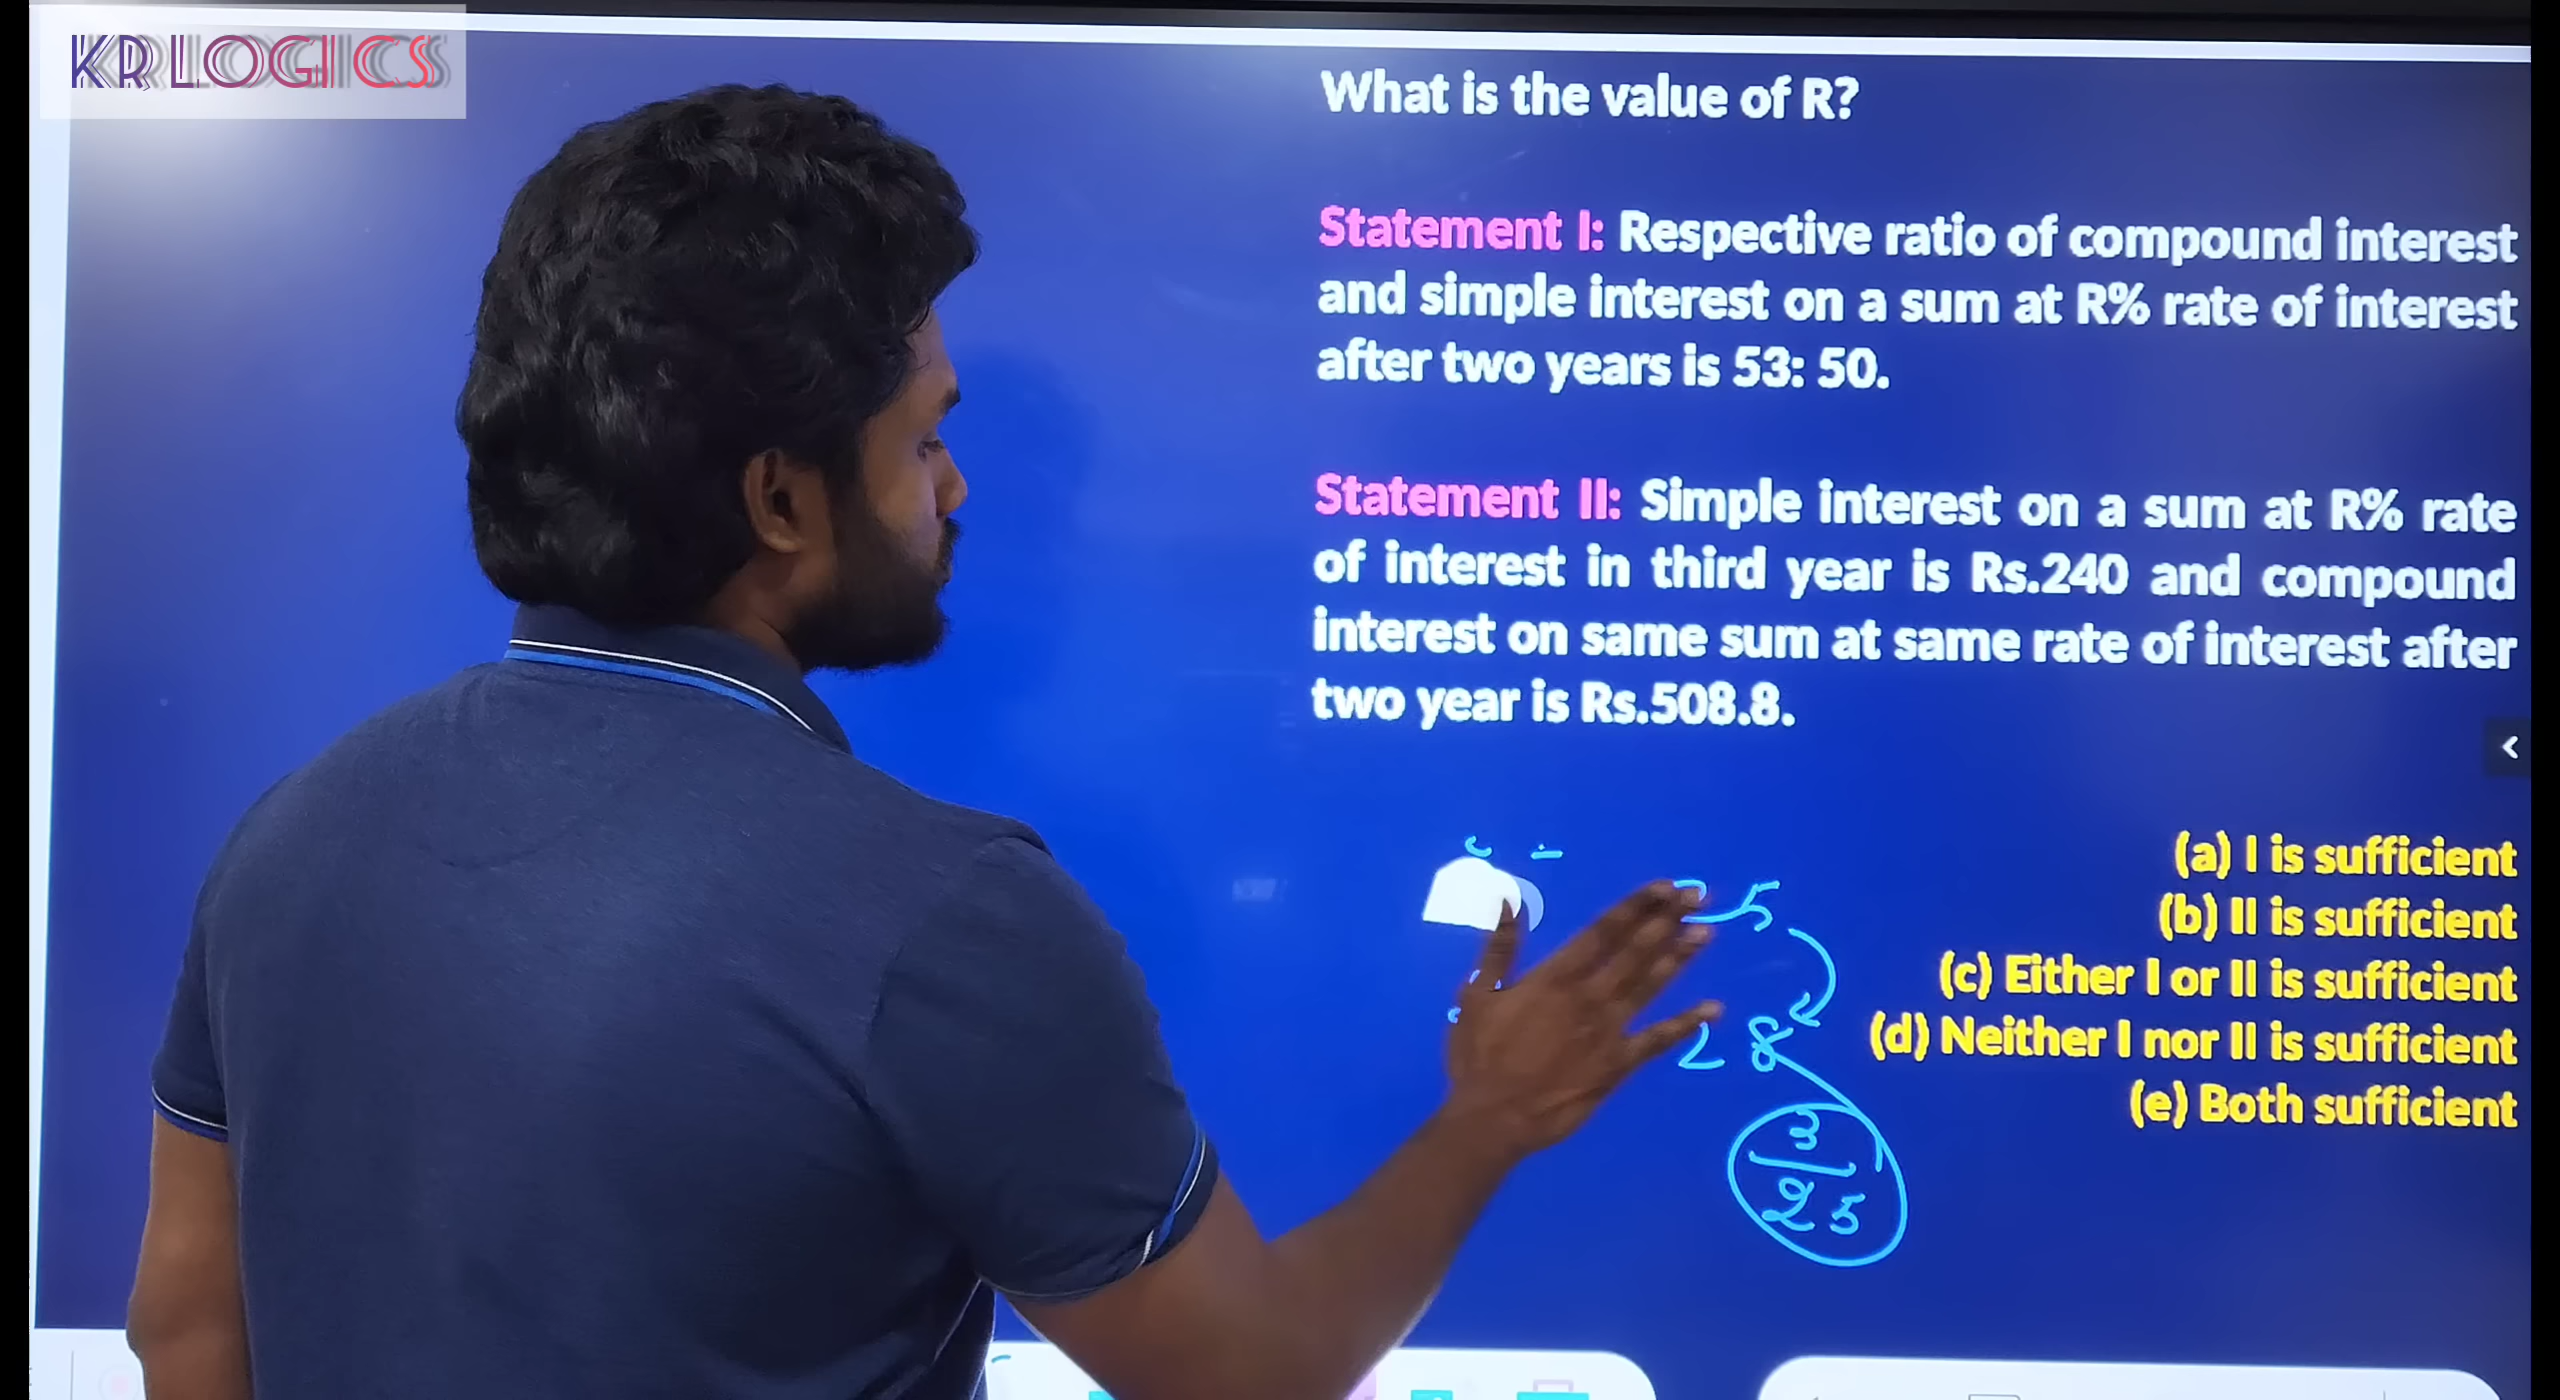 KR LOGICS
What is the value of R?
Statement I: Respective ratio of compound interest
and simple interest on a sum at R% rate of interest
after two years is 53: 50.
Statement II: Simple interest on a sum at R% rate
of interest in third year is Rs.240 and compound
interest on same sum at same rate of interest after
two year is Rs.508.8.
(a) I is sufficient
(b) II is sufficient
(c) Either I or II is sufficient
(d) Neither I nor II is sufficient
(e) Both sufficient
25
28
3
25